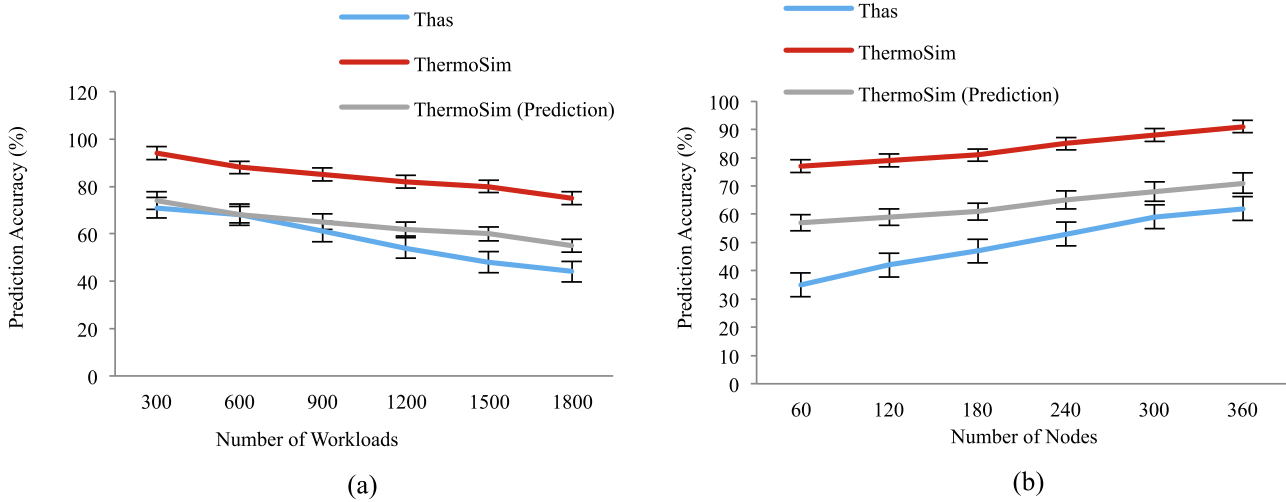 Thas
ThermoSim
ThermoSim (Prediction)
Prediction Accuracy (%)
120
100
80
60
40
20
0
300 600 900 1200 1500 1800
Number of Workloads
(a)
Thas
ThermoSim
ThermoSim (Prediction)
Prediction Accuracy (%)
100
90
80
70
60
50
40
30
20
10
0
60 120 180 240 300 360
Number of Nodes
(b)